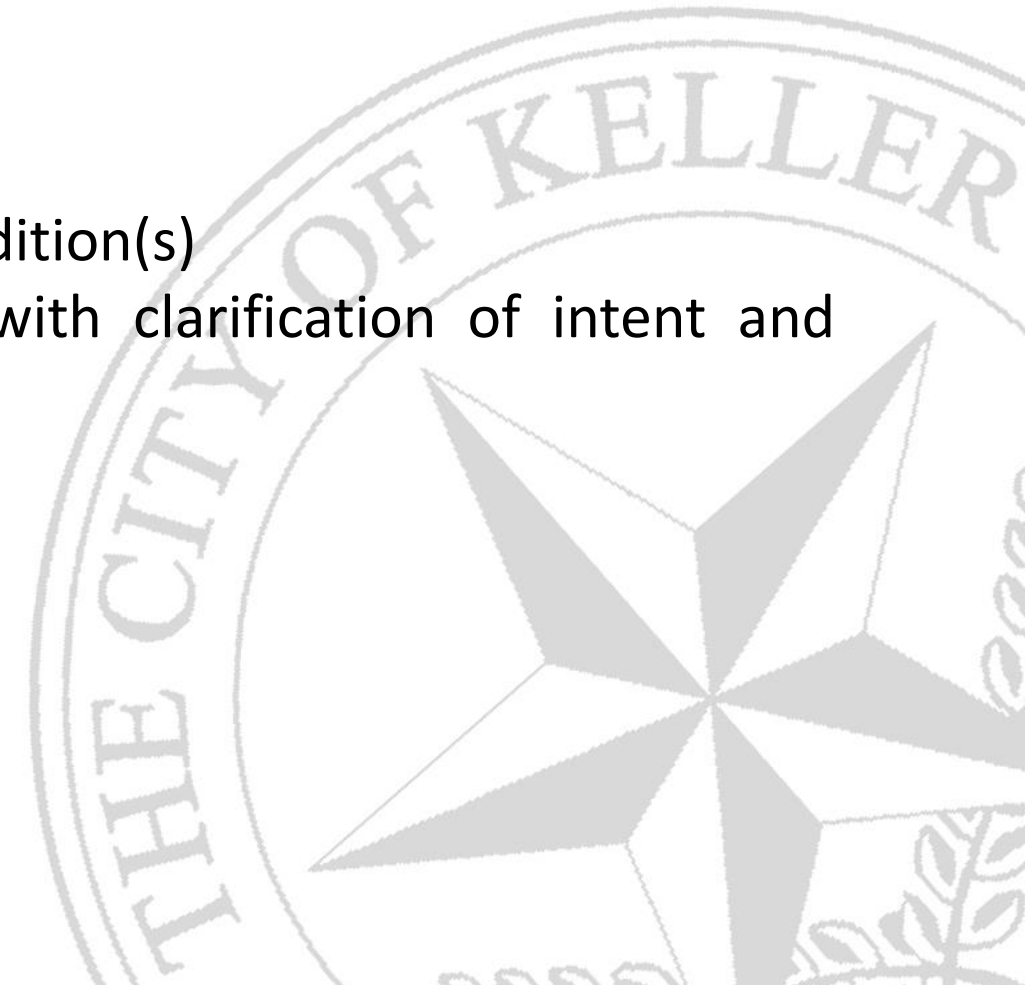 THE CITY OF KELLER
dition(s)
with clarification of intent and